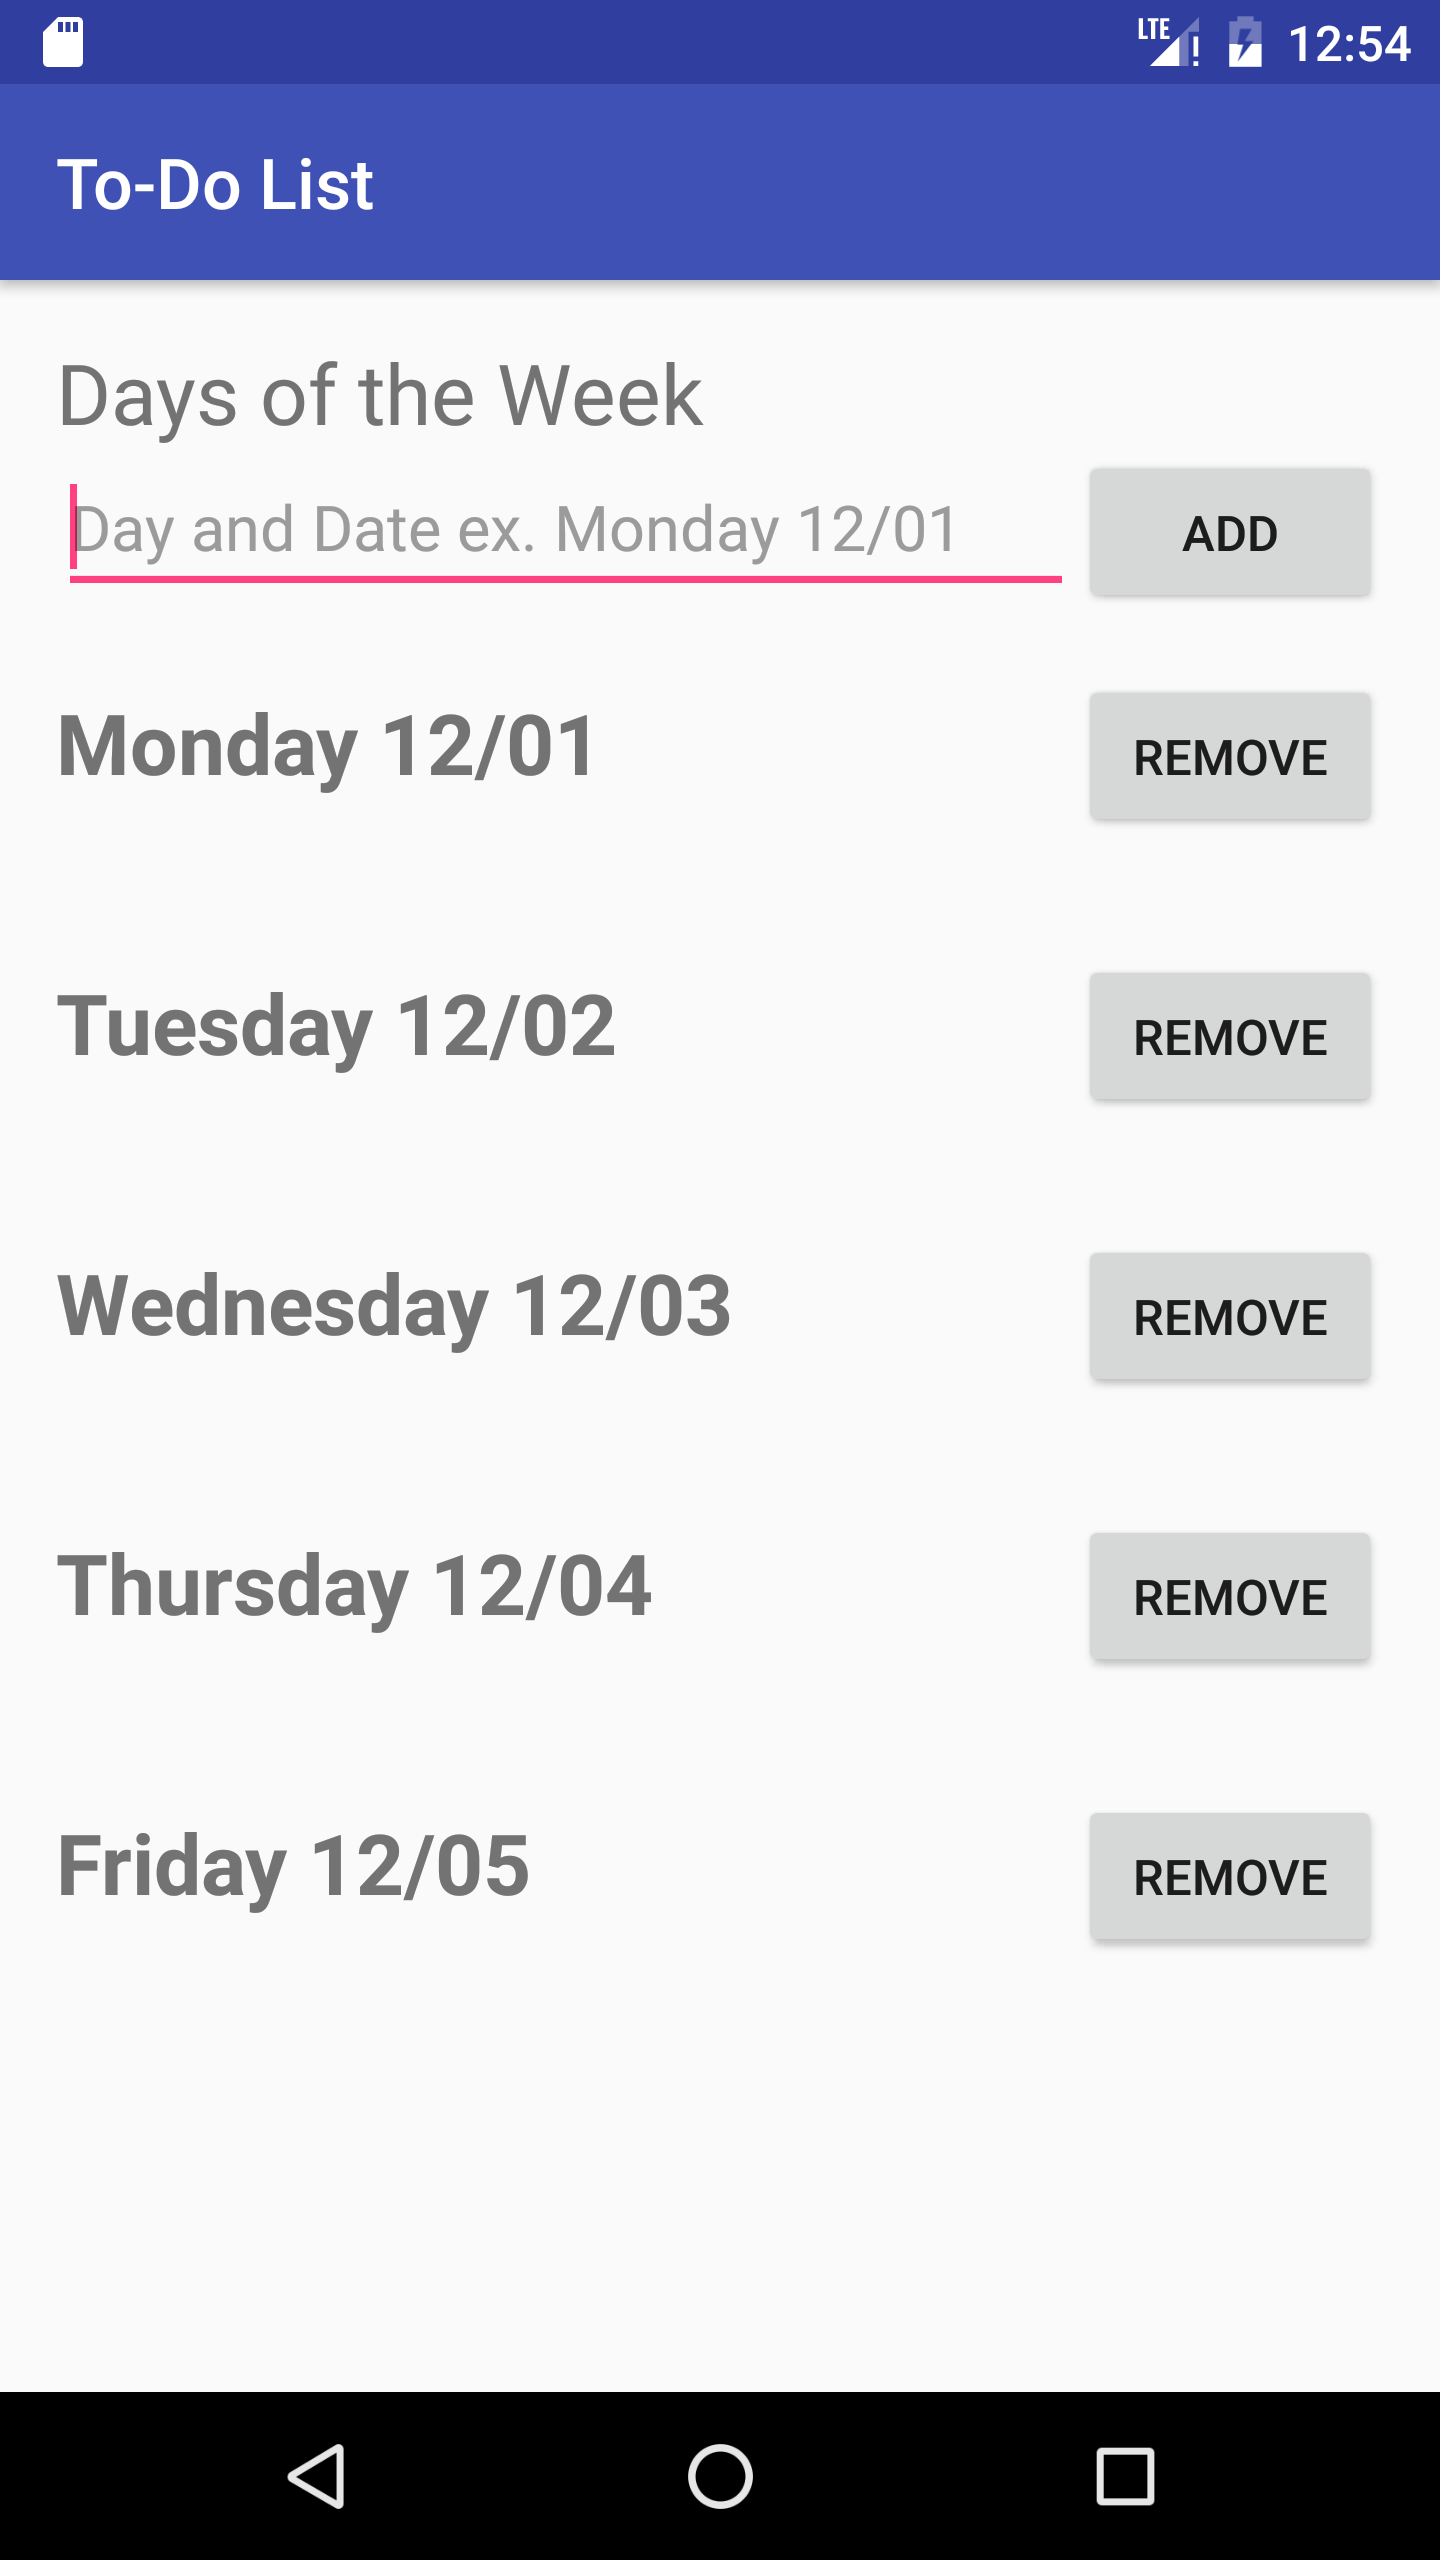 LTE 12:54
To-Do List
Days of the Week
Day and Date ex. Monday 12/01 ADD
Monday 12/01 REMOVE
Tuesday 12/02 REMOVE
Wednesday 12/03 REMOVE
Thursday 12/04 REMOVE
Friday 12/05 REMOVE